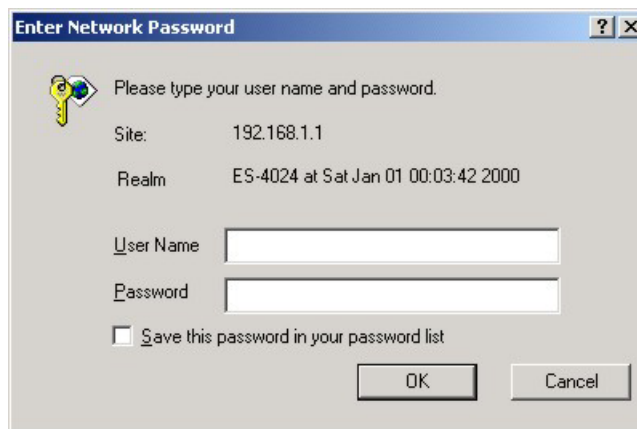 Enter Network Password
Please type your user name and password.
Site: 192.168.1.1
Realm ES-4024 at Sat Jan 01 00:03:42 2000
User Name
Password
Save this password in your password list
OK Cancel